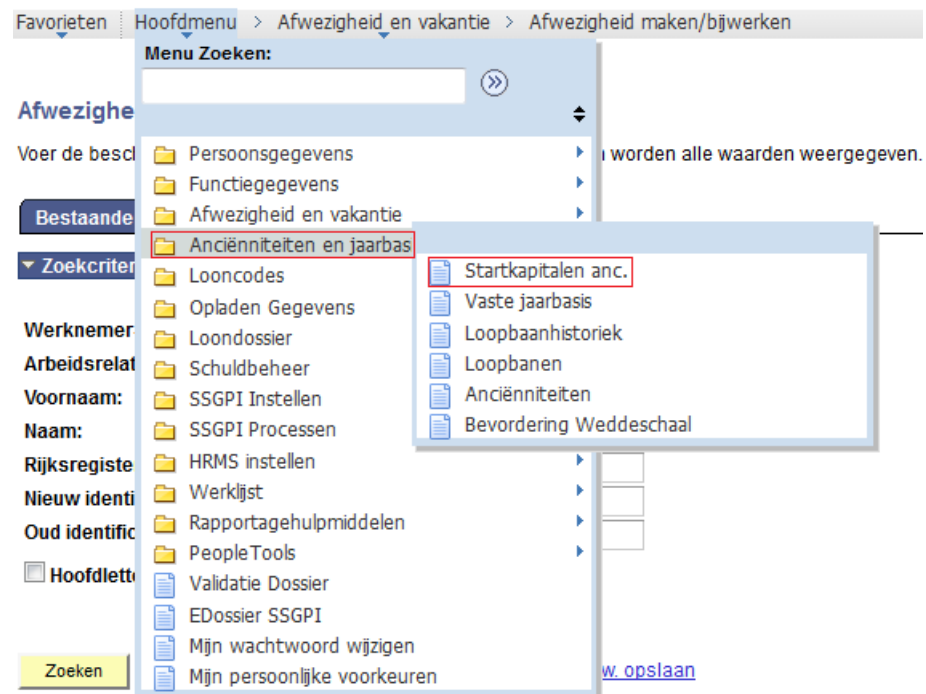 Favorieten Hoofdmenu > Afwezigheid en vakantie > Afwezigheid maken/bijwerken
Menu Zoeken:
Afwezighe
Voer de besc worden alle waarden weergegeven.
Persoonsgegevens
Functiegegevens
Afwezigheid en vakantie
Bestaande
Anciënniteiten en jaarbas
Zoekcriter
Startkapitalen anc.
Looncodes
Vaste jaarbasis
Opladen Gegevens
Loopbaanhistoriek
Werknemer
Loondossier
Arbeidsrelat
Loopbanen
Schuldbeheer
Voornaam:
Anciënniteiten
SSGPI Instellen
Bevordering Weddeschaal
Naam:
SSGPI Processen
Rijksregiste
HRMS instellen
Nieuw identi
Werklijst
Oud identific
Rapportagehulpmiddelen
PeopleTools
Hoofdlett
Validatie Dossier
EDossier SSGPI
Mijn wachtwoord wijzigen
Zoeken
Mijn persoonlijke voorkeuren
w. opslaan